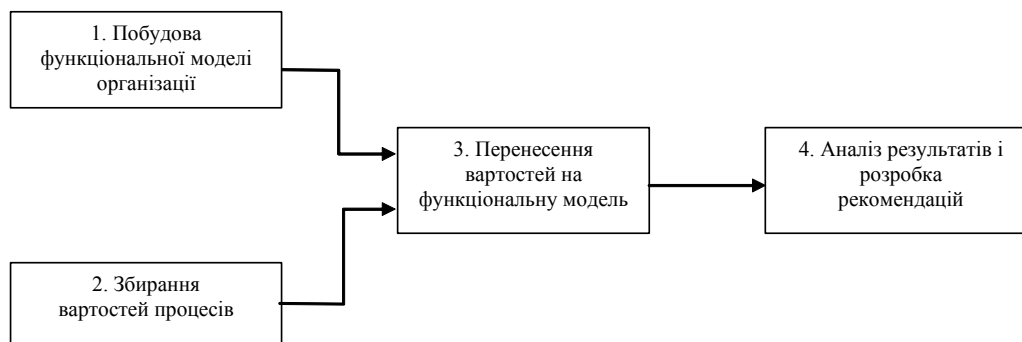 1. Побудова
функціональної моделі
організації
2. Збирання
вартостей процесів
3. Перенесення
вартостей на
функціональну модель
4. Аналіз результатів і
розробка
рекомендацій